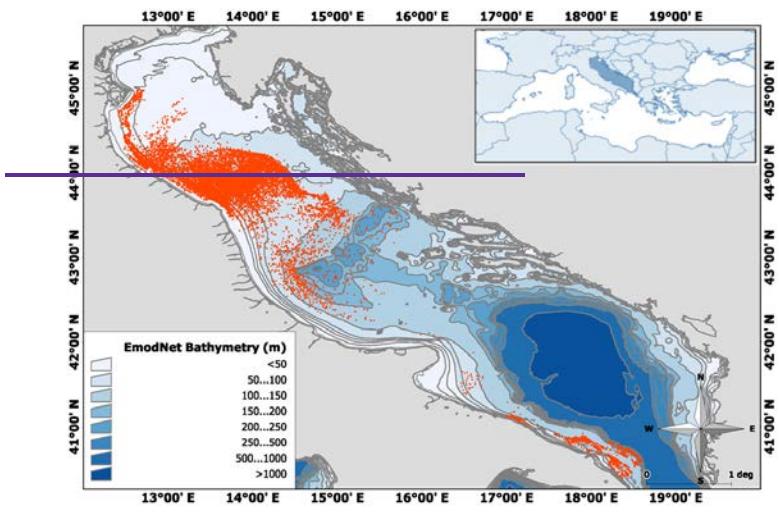 13°00' E 14°00' E 15°00' E 16°00' E 17°00' E 18°00' E 19°00' E
45°00' N 45°00' N
44°00' N 44°00' N
43°00' N 43°00' N
42°00' N 42°00' N
41°00' N 41°00' N
EmodNet Bathymetry (m)
<50
50...100
100...150
150...200
200...250
250...500
500...1000
>1000
N
W E
S
0 1 deg
13°00' E 14°00' E 15°00' E 16°00' E 17°00' E 18°00' E 19°00' E